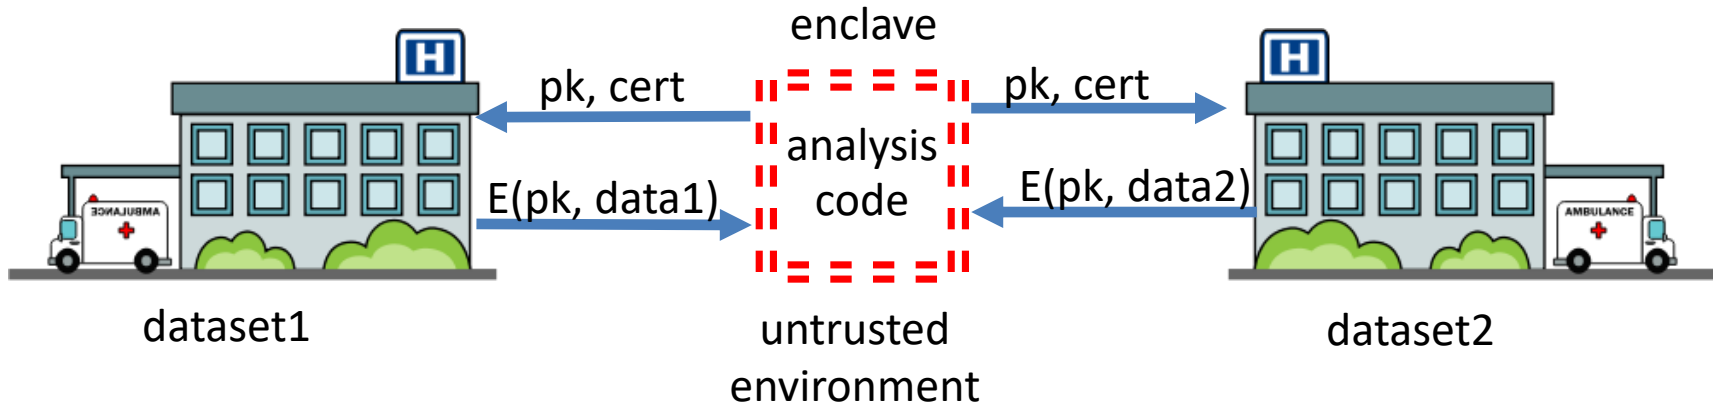 enclave
H
H
pk, cert
pk, cert
analysis
code
E(pk, data1)
E(pk, data2)
AMBULANCE
AMBULANCE
dataset1
untrusted
environment
dataset2